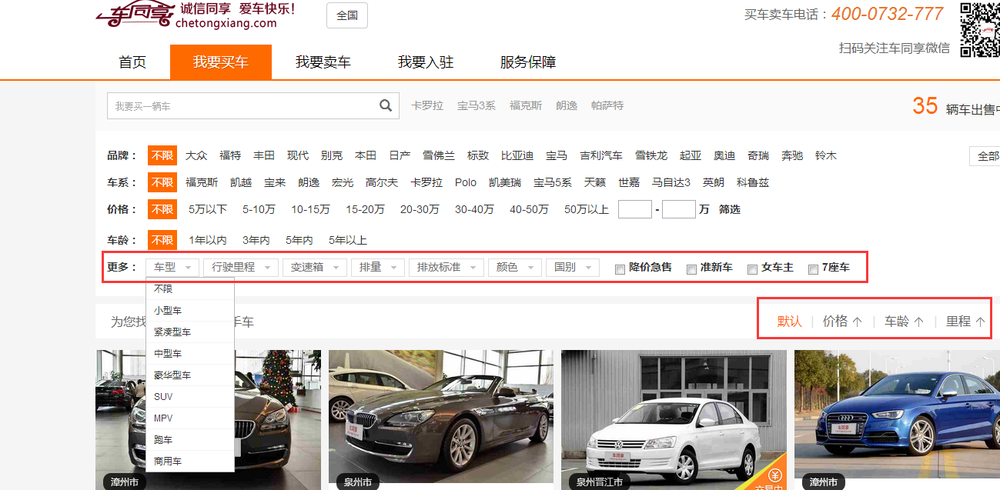 车同享 诚信同享 爱车快乐!
chetongxiang.com
全国
买车卖车电话：400-0732-777
扫码关注车同享微信
首页 我要买车 我要卖车 我要入驻 服务保障
我要买一辆车 卡罗拉 宝马3系 福克斯 朗逸 帕萨特
35 辆车出售中
品牌： 不限 大众 福特 丰田 现代 别克 本田 日产 雪佛兰 标致 比亚迪 宝马 吉利汽车 雪铁龙 起亚 奥迪 奇瑞 奔驰 铃木 全部
车系： 不限 福克斯 凯越 宝来 朗逸 宏光 高尔夫 卡罗拉 Polo 凯美瑞 宝马5系 天籁 世嘉 马自达3 英朗 科鲁兹
价格： 不限 5万以下 5-10万 10-15万 15-20万 20-30万 30-40万 40-50万 50万以上 - 万 筛选
车龄： 不限 1年以内 3年内 5年内 5年以上
更多： 车型 行驶里程 变速箱 排量 排放标准 颜色 国别 降价急售 准新车 女车主 7座车
不限
小型车
紧凑型车
中型车
豪华型车
SUV
MPV
跑车
商用车
为您找 手车
默认 | 价格↑ | 车龄↑ | 里程↑
车同享
车同享
车同享
漳州市 泉州市 泉州晋江市 交易中 漳州市